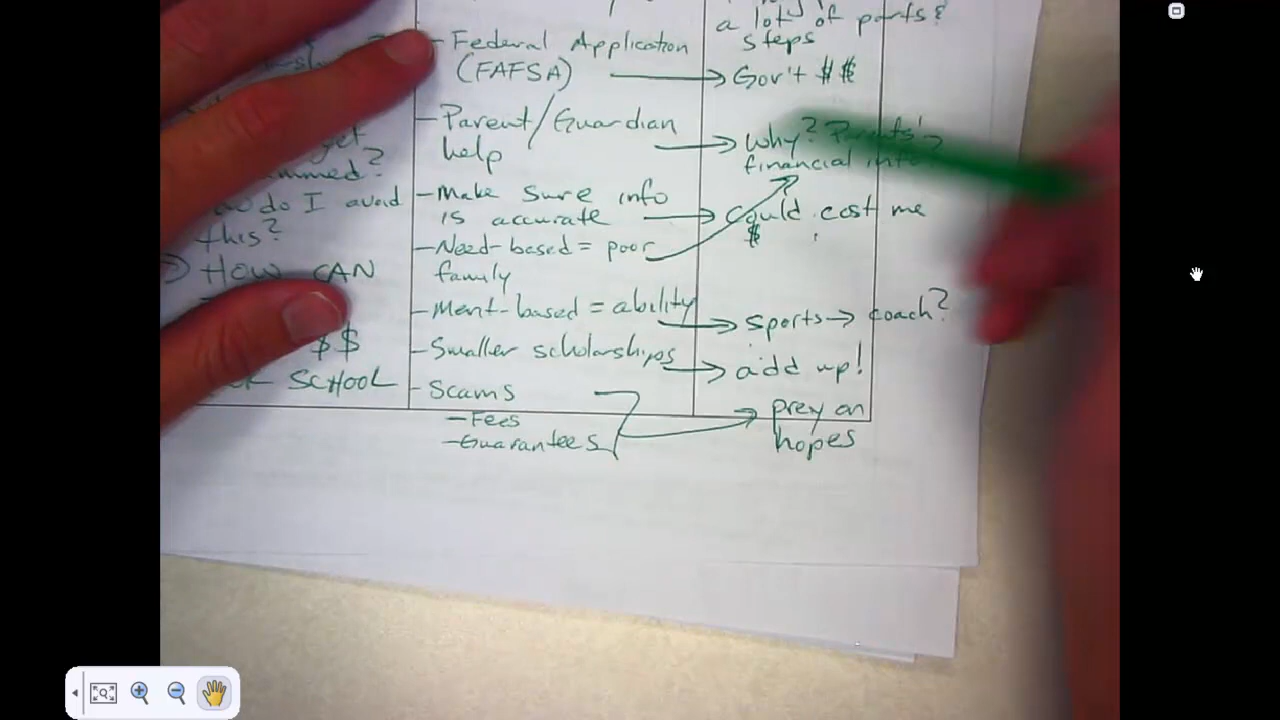 a lot of parts &
steps
- Federal Application
(FAFSA) → Gov't $$
- Parent/Guardian
help → Why? Parents'
financial info?
get
do I avoid
this?
- Make sure info
is accurate → could cost me
$
- Need-based = poor
family
HOW CAN
$$
SCHOOL
- Merit-based = ability
→ sports → coach?
- Smaller scholarships
→ add up!
- Scams
- Fees
- Guarantees
→ prey on
hopes